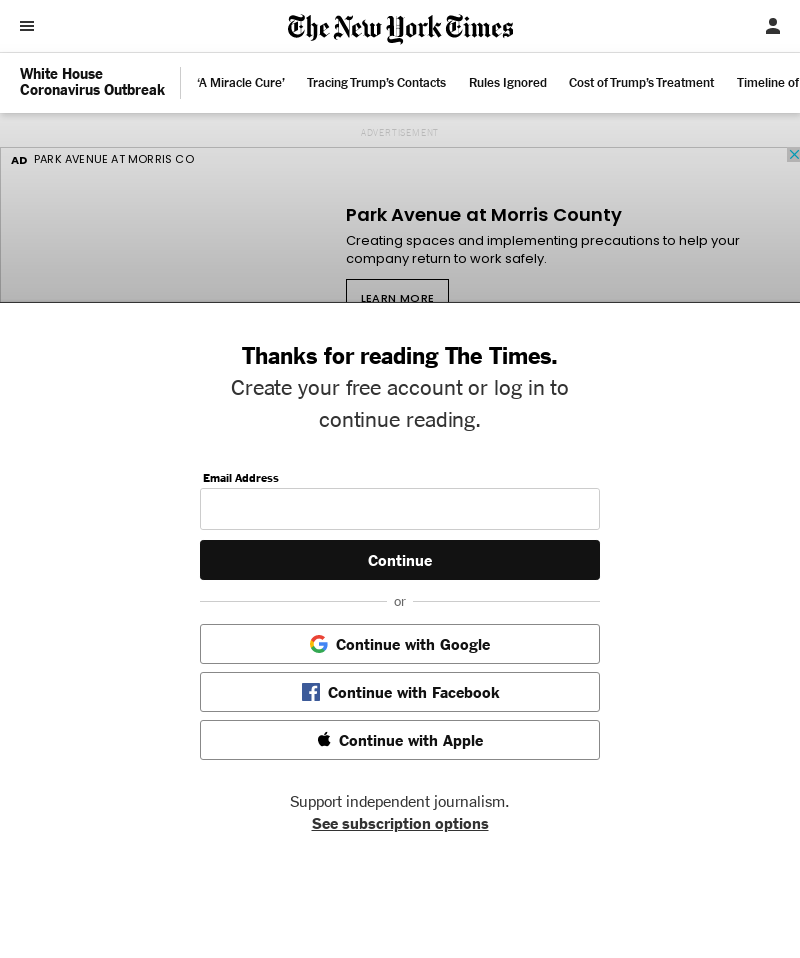 The New York Times
White House
Coronavirus Outbreak
‘A Miracle Cure’
Tracing Trump’s Contacts
Rules Ignored
Cost of Trump’s Treatment
Timeline of
ADVERTISEMENT
AD PARK AVENUE AT MORRIS CO
Park Avenue at Morris County
Creating spaces and implementing precautions to help your
company return to work safely.
LEARN MORE
Thanks for reading The Times.
Create your free account or log in to
continue reading.
Email Address
Continue
or
Continue with Google
Continue with Facebook
Continue with Apple
Support independent journalism.
See subscription options